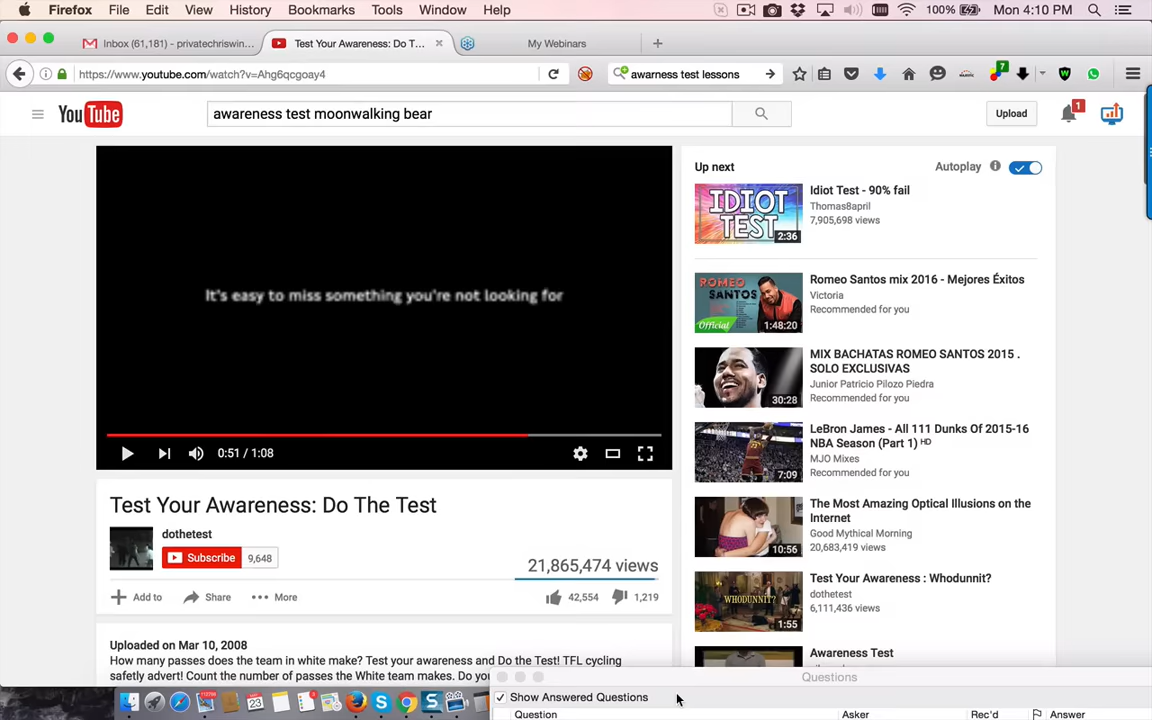 Firefox File Edit View History Bookmarks Tools Window Help 100% Mon 4:10 PM
Inbox (61,181) - privatechriswin... Test Your Awareness: Do T... My Webinars
https://www.youtube.com/watch?v=Ahg6qcgoay4 awarness test lessons 7
YouTube awareness test moonwalking bear Upload 1
It's easy to miss something you're not looking for
0:51 / 1:08
Test Your Awareness: Do The Test
dothetest
Subscribe 9,648
21,865,474 views
Add to Share More 42,554 1,219
Uploaded on Mar 10, 2008
How many passes does the team in white make? Test your awareness and Do the Test! TFL cycling
safety advert! Count the number of passes the White team makes. Do you
Up next Autoplay
IDIOT TEST 2:36
Idiot Test - 90% fail
Thomas8april
7,905,698 views
ROMEO SANTOS Official 1:48:20
Romeo Santos mix 2016 - Mejores Éxitos
Victoria
Recommended for you
30:28
MIX BACHATAS ROMEO SANTOS 2015 .
SOLO EXCLUSIVAS
Junior Patricio Pilozo Piedra
Recommended for you
7:09
LeBron James - All 111 Dunks Of 2015-16
NBA Season (Part 1) HD
MJO Mixes
Recommended for you
10:56
The Most Amazing Optical Illusions on the
Internet
Good Mythical Morning
20,683,419 views
WHODUNNIT? 1:55
Test Your Awareness : Whodunnit?
dothetest
6,111,436 views
Awareness Test
Questions
Show Answered Questions
Question Asker Rec'd Answer
23